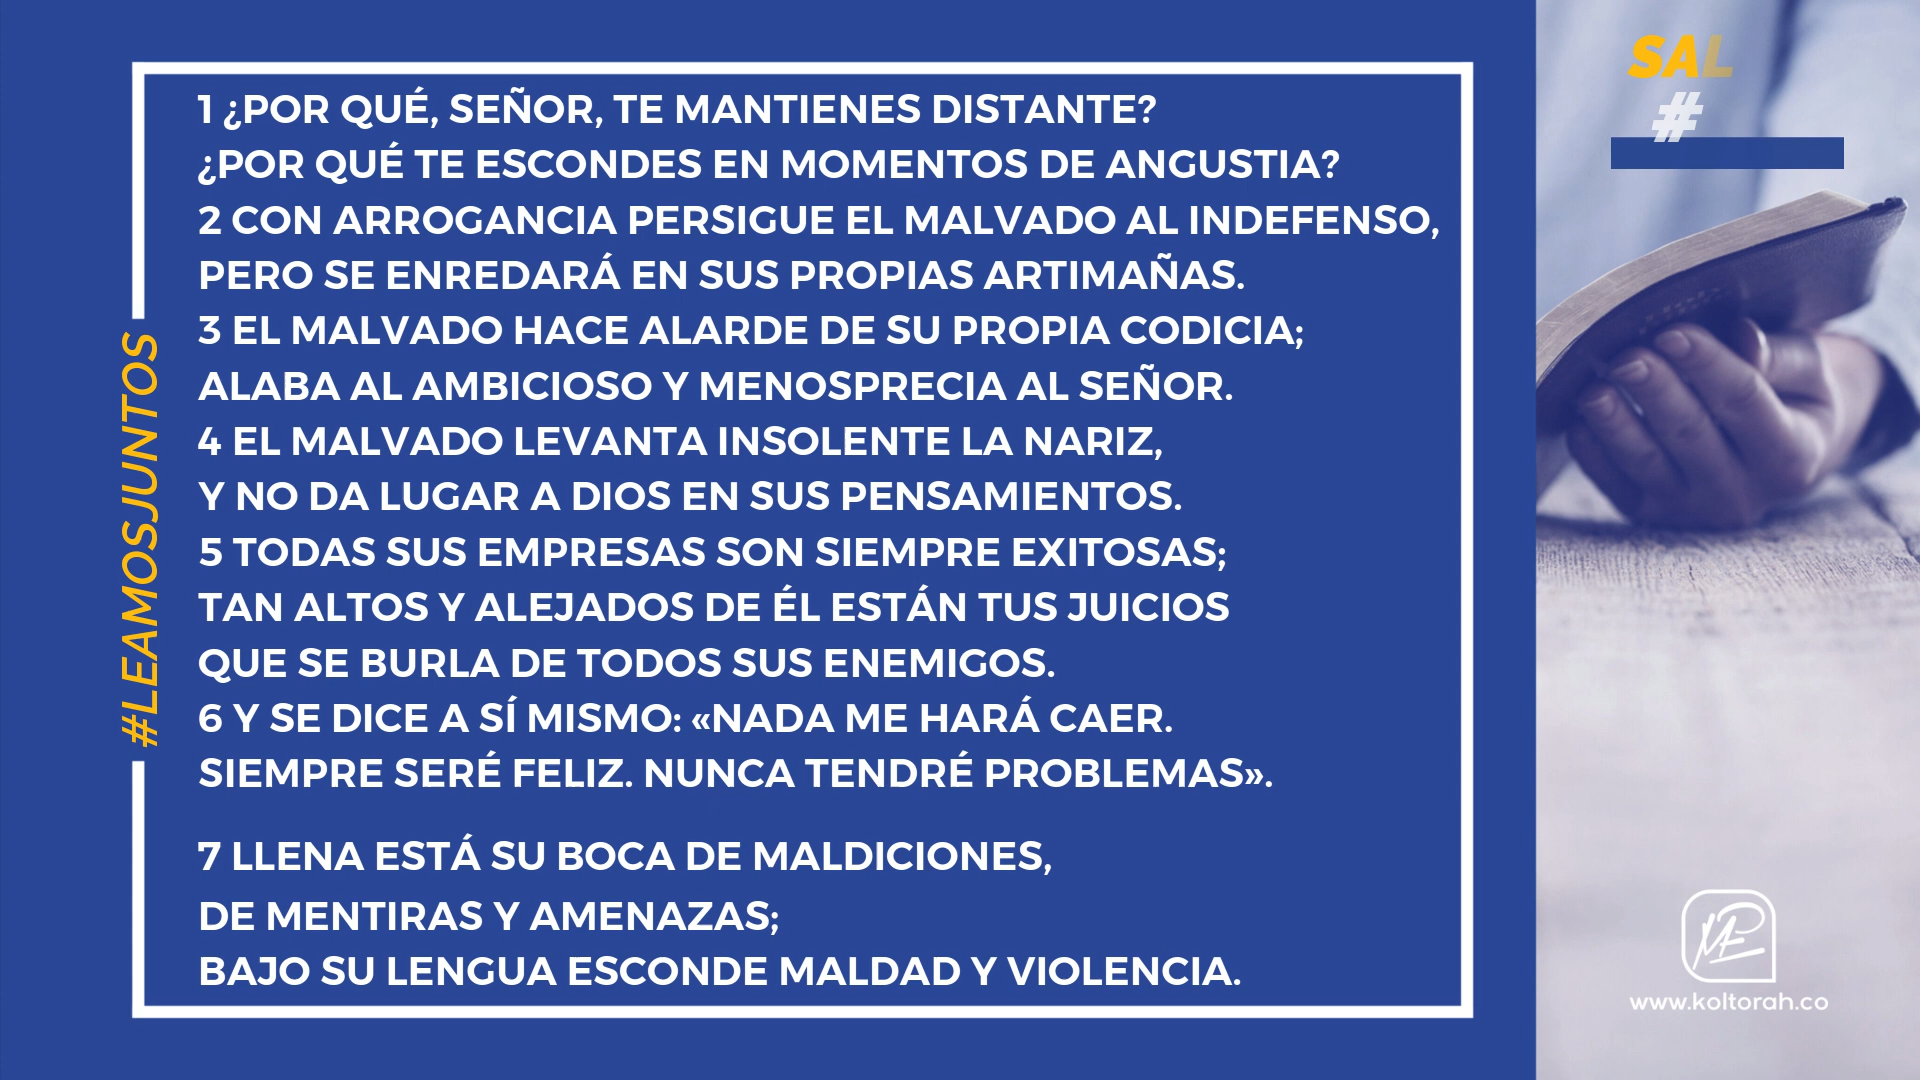 1 ¿POR QUÉ, SEÑOR, TE MANTIENES DISTANTE?
¿POR QUÉ TE ESCONDES EN MOMENTOS DE ANGUSTIA?
2 CON ARROGANCIA PERSIGUE EL MALVADO AL INDEFENSO,
PERO SE ENREDARÁ EN SUS PROPIAS ARTIMAÑAS.
3 EL MALVADO HACE ALARDE DE SU PROPIA CODICIA;
ALABA AL AMBICIOSO Y MENOSPRECIA AL SEÑOR.
4 EL MALVADO LEVANTA INSOLENTE LA NARIZ,
Y NO DA LUGAR A DIOS EN SUS PENSAMIENTOS.
5 TODAS SUS EMPRESAS SON SIEMPRE EXITOSAS;
TAN ALTOS Y ALEJADOS DE ÉL ESTÁN TUS JUICIOS
QUE SE BURLA DE TODOS SUS ENEMIGOS.
6 Y SE DICE A SÍ MISMO: «NADA ME HARÁ CAER.
SIEMPRE SERÉ FELIZ. NUNCA TENDRÉ PROBLEMAS».
7 LLENA ESTÁ SU BOCA DE MALDICIONES,
DE MENTIRAS Y AMENAZAS;
BAJO SU LENGUA ESCONDE MALDAD Y VIOLENCIA.
#LEAMOSJUNTOS
SAL
#
www.koltorah.co